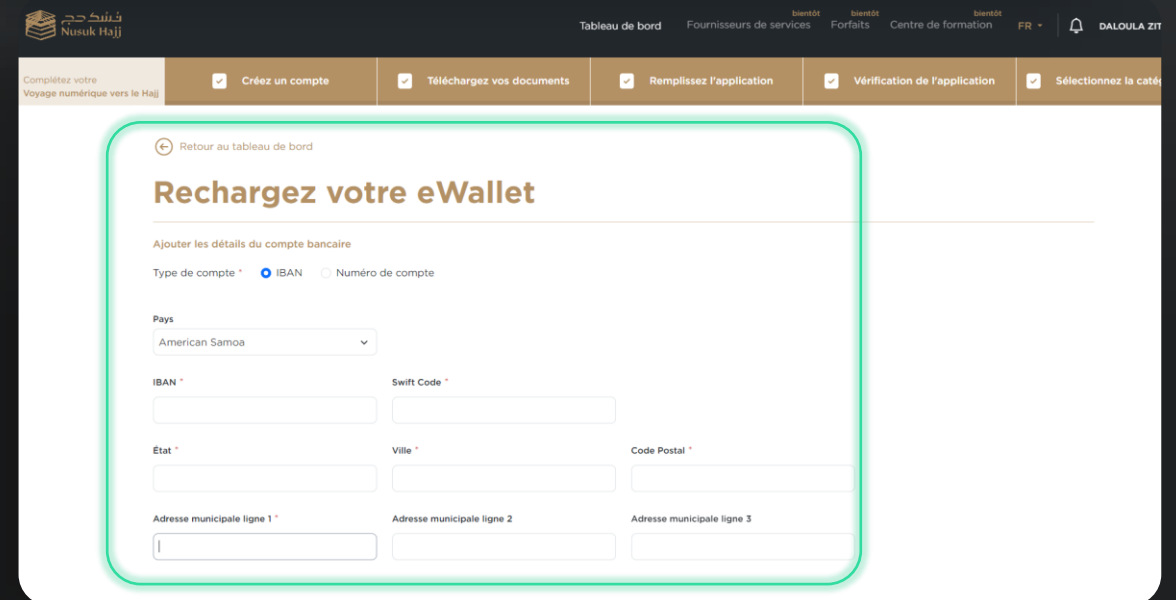 نسك حج
Nusuk Hajj
bientôt bientôt bientôt
Tableau de bord Fournisseurs de services Forfaits Centre de formation FR DALOULA ZIT
Complétez votre
Voyage numérique vers le Hajj
Créez un compte Téléchargez vos documents Remplissez l'application Vérification de l'application Sélectionnez la caté
Retour au tableau de bord
Rechargez votre eWallet
Ajouter les détails du compte bancaire
Type de compte * IBAN Numéro de compte
Pays
American Samoa
IBAN * Swift Code *
État * Ville * Code Postal *
Adresse municipale ligne 1 * Adresse municipale ligne 2 Adresse municipale ligne 3